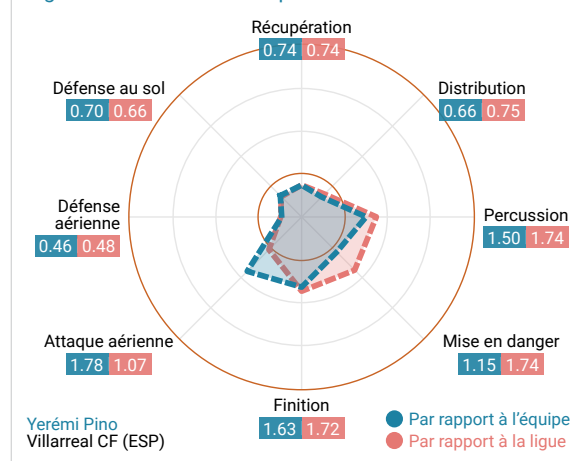 Récupération
0.74 0.74
Défense au sol
0.70 0.66
Distribution
0.66 0.75
Défense
aérienne
0.46 0.48
Percussion
1.50 1.74
Attaque aérienne
1.78 1.07
Mise en danger
1.15 1.74
Finition
1.63 1.72
Yerémi Pino
Villarreal CF (ESP)
Par rapport à l'équipe
Par rapport à la ligue